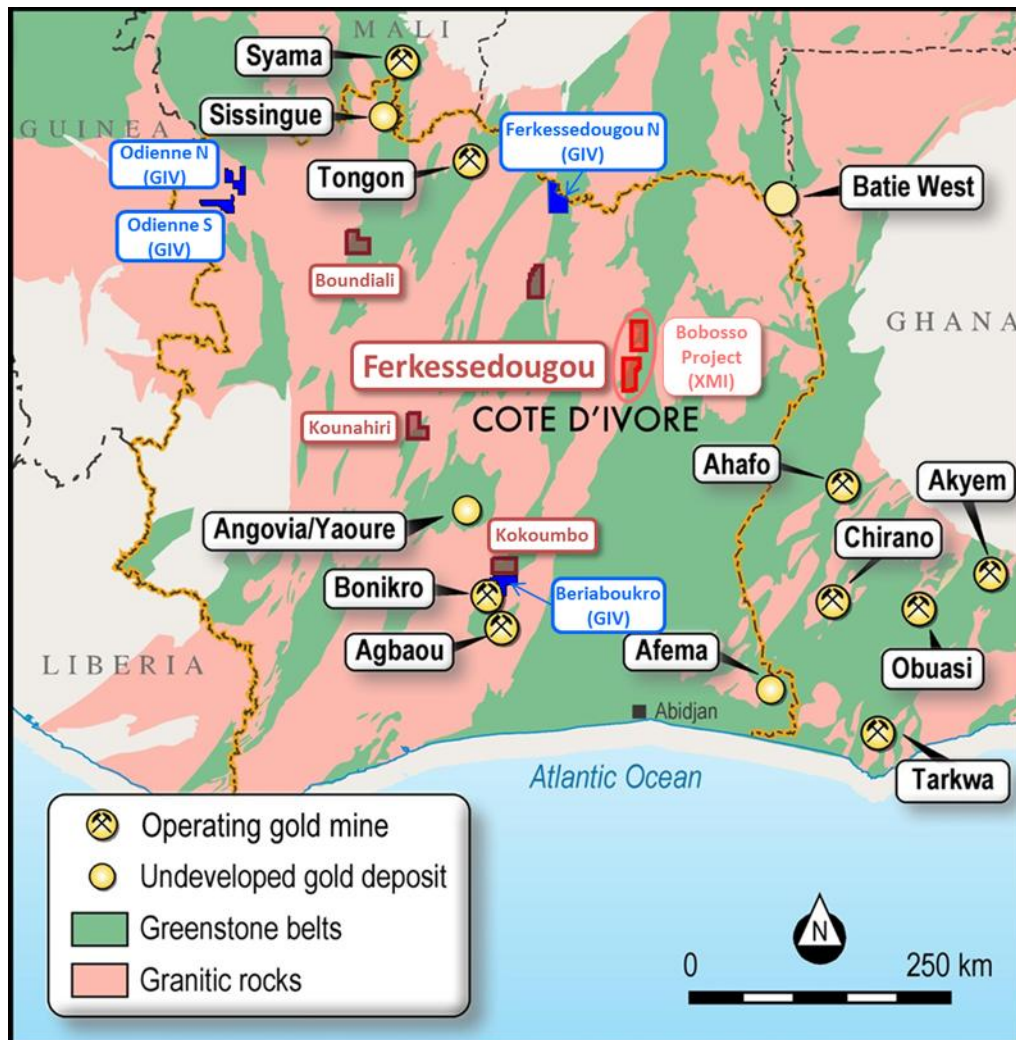 MALI
Syama
Sissingue
GUINEA
Ferkessedougou N
(GIV)
Odienne N
(GIV)
Tongon
Batie West
Odienne S
(GIV)
Boundiali
GHANA
Bobosso
Project
(XMI)
Ferkessedougou
Kounahiri
COTE D'IVORE
Ahafo
Akyem
Angovia/Yaoure
Chirano
Kokoumbo
Bonikro
Beriaboukro
(GIV)
Agbaou
Afema
LIBERIA
Obuasi
Abidjan
Tarkwa
Atlantic Ocean
Operating gold mine
Undeveloped gold deposit
Greenstone belts
Granitic rocks
N
0 250 km